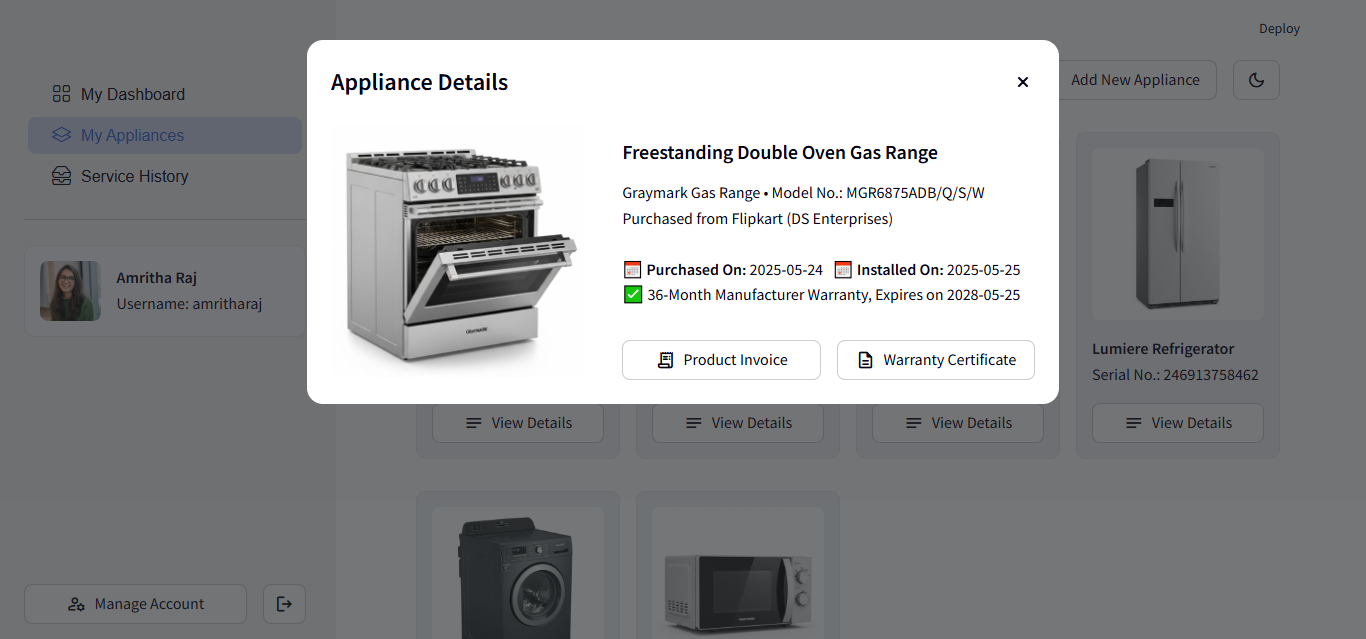 Deploy
My Dashboard
My Appliances
Service History
Amritha Raj
Username: amritharaj
Manage Account
Add New Appliance
Appliance Details
GRAYMARK
Freestanding Double Oven Gas Range
Graymark Gas Range • Model No.: MGR6875ADB/Q/S/W
Purchased from Flipkart (DS Enterprises)
Purchased On: 2025-05-24 Installed On: 2025-05-25
36-Month Manufacturer Warranty, Expires on 2028-05-25
Product Invoice
Warranty Certificate
Lumiere Refrigerator
Serial No.: 246913758462
View Details
View Details
View Details
View Details